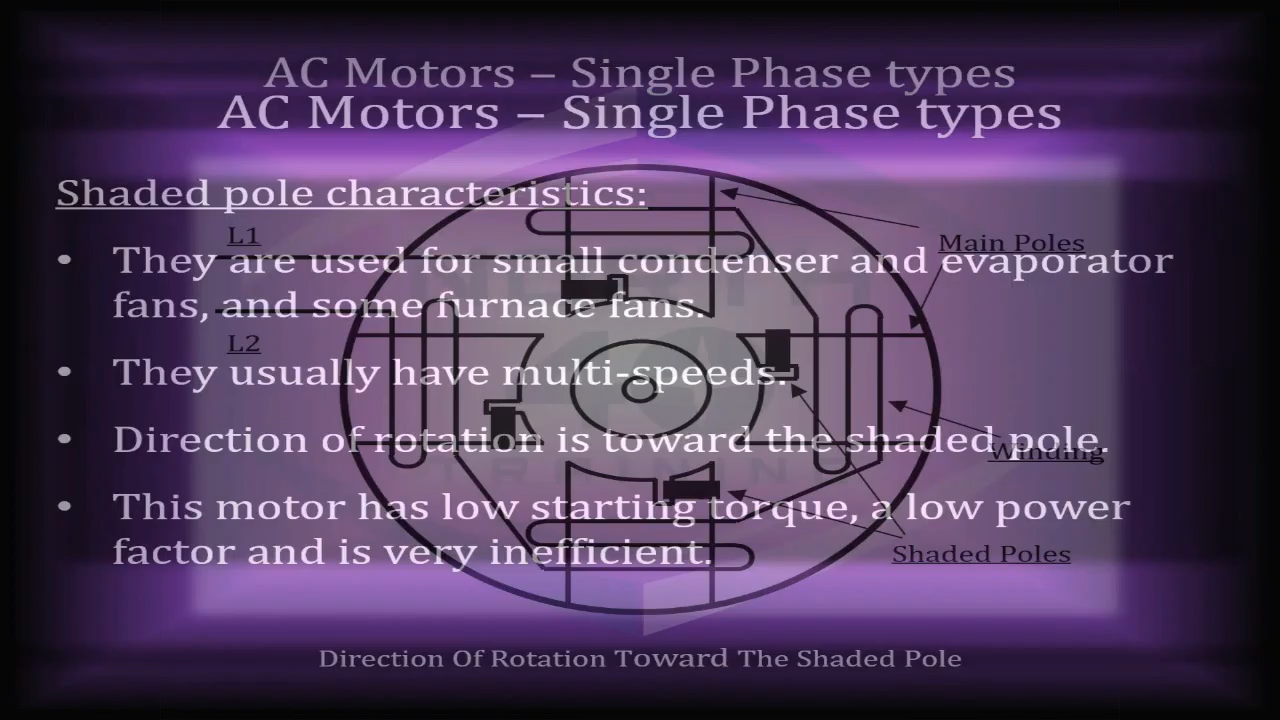 AC Motors – Single Phase types
AC Motors – Single Phase types
Shaded pole characteristics:
L1
Main Poles
• They are used for small condenser and evaporator
fans, and some furnace fans.
L2
• They usually have multi-speeds.
• Direction of rotation is toward the shaded pole.
Winding
TRAINING
• This motor has low starting torque, a low power
factor and is very inefficient.
Shaded Poles
Direction Of Rotation Toward The Shaded Pole